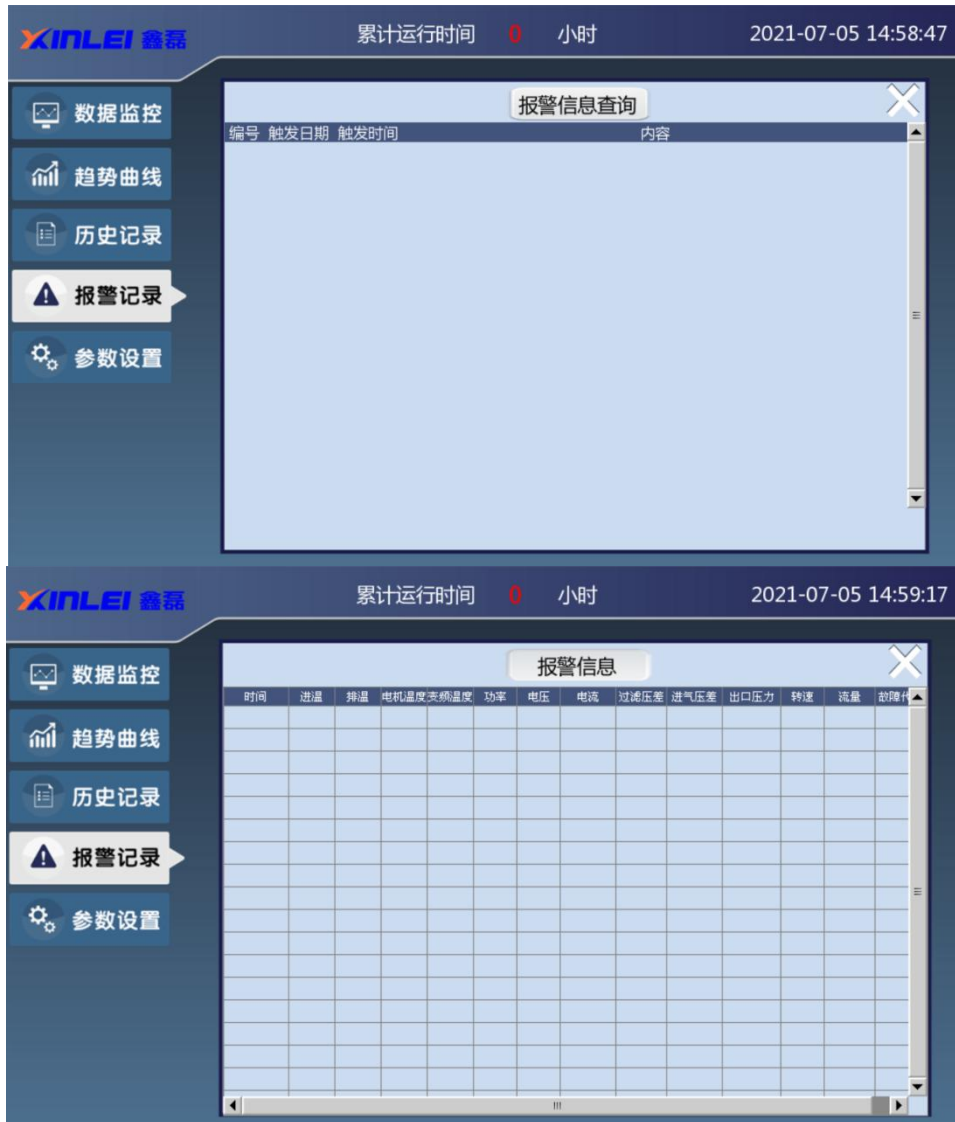 XINLEI 鑫磊 累计运行时间 0 小时 2021-07-05 14:58:47
报警信息查询
数据监控
编号 触发日期 触发时间 内容
趋势曲线
历史记录
报警记录
参数设置
XINLEI 鑫磊 累计运行时间 0 小时 2021-07-05 14:59:17
报警信息
数据监控
时间 进温 排温 电机温度 变频温度 功率 电压 电流 过滤压差 进气压差 出口压力 转速 流量 故障代
趋势曲线
历史记录
报警记录
参数设置